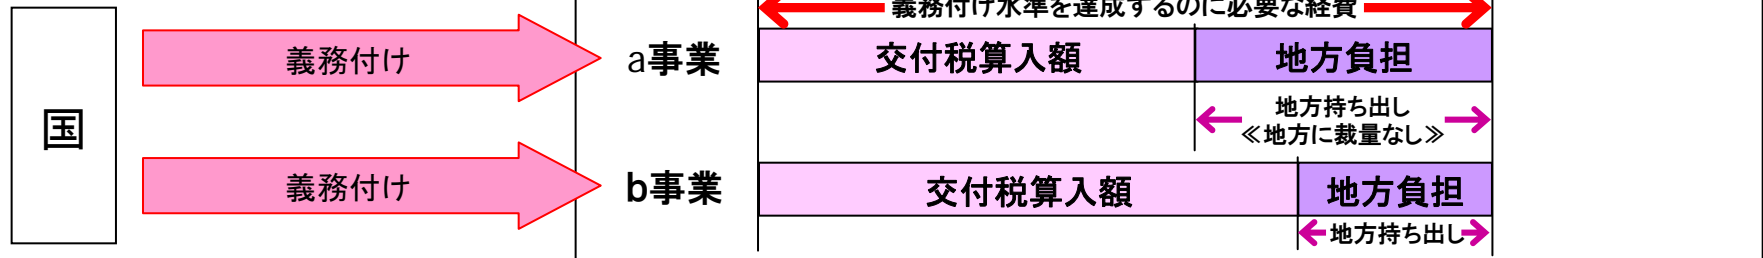 義務付け水準を達成するのに必要な経費
国
義務付け
a事業
交付税算入額
地方負担
地方持ち出し
≪地方に裁量なし≫
義務付け
b事業
交付税算入額
地方負担
地方持ち出し